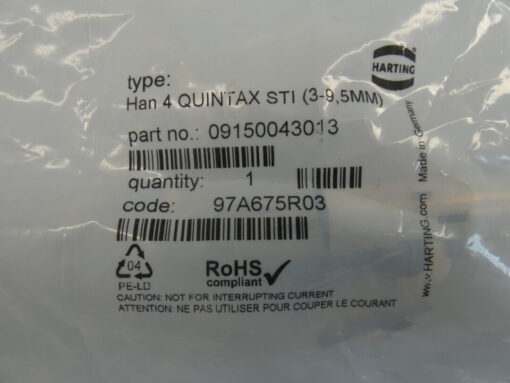 HARTING
type:
Han 4 QUINTAX STI (3-9,5MM)
part no.: 09150043013
quantity: 1
code: 97A675R03
04
PE-LD
RoHS
compliant
CAUTION: NOT FOR INTERRUPTING CURRENT
ATTENTION: NE PAS UTILISER POUR COUPER LE COURANT
www.HARTING.com Made in Germany